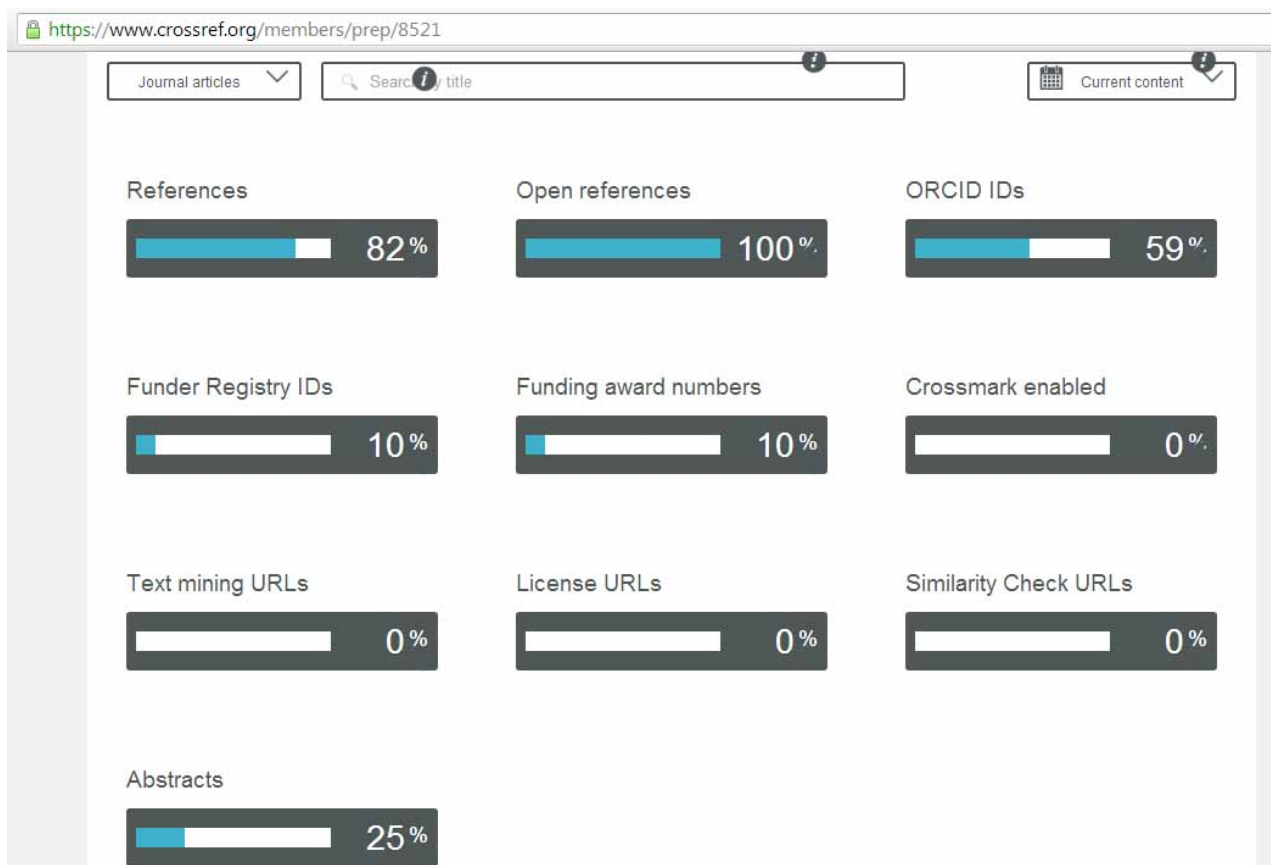 https://www.crossref.org/members/prep/8521
Journal articles Search by title Current content
References Open references ORCID IDs
82% 100% 59%
Funder Registry IDs Funding award numbers Crossmark enabled
10% 10% 0%
Text mining URLs License URLs Similarity Check URLs
0% 0% 0%
Abstracts
25%